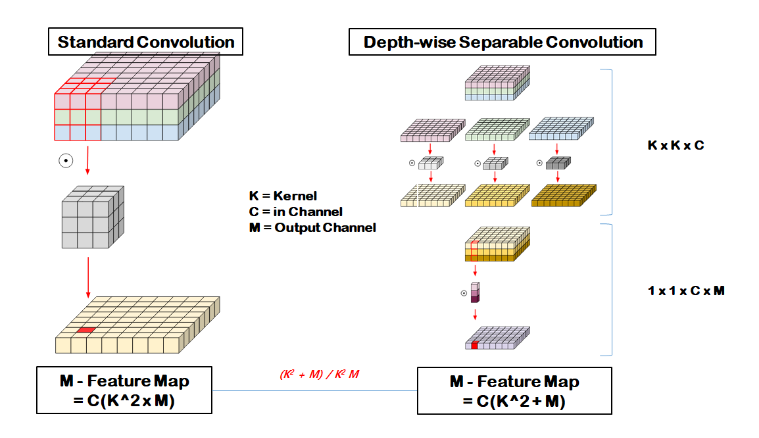 Standard Convolution
Depth-wise Separable Convolution
K x K x C
K = Kernel
C = in Channel
M = Output Channel
1 x 1 x C x M
M - Feature Map
= C(K^2 x M)
(K² + M) / K² M
M - Feature Map
= C(K^2 + M)